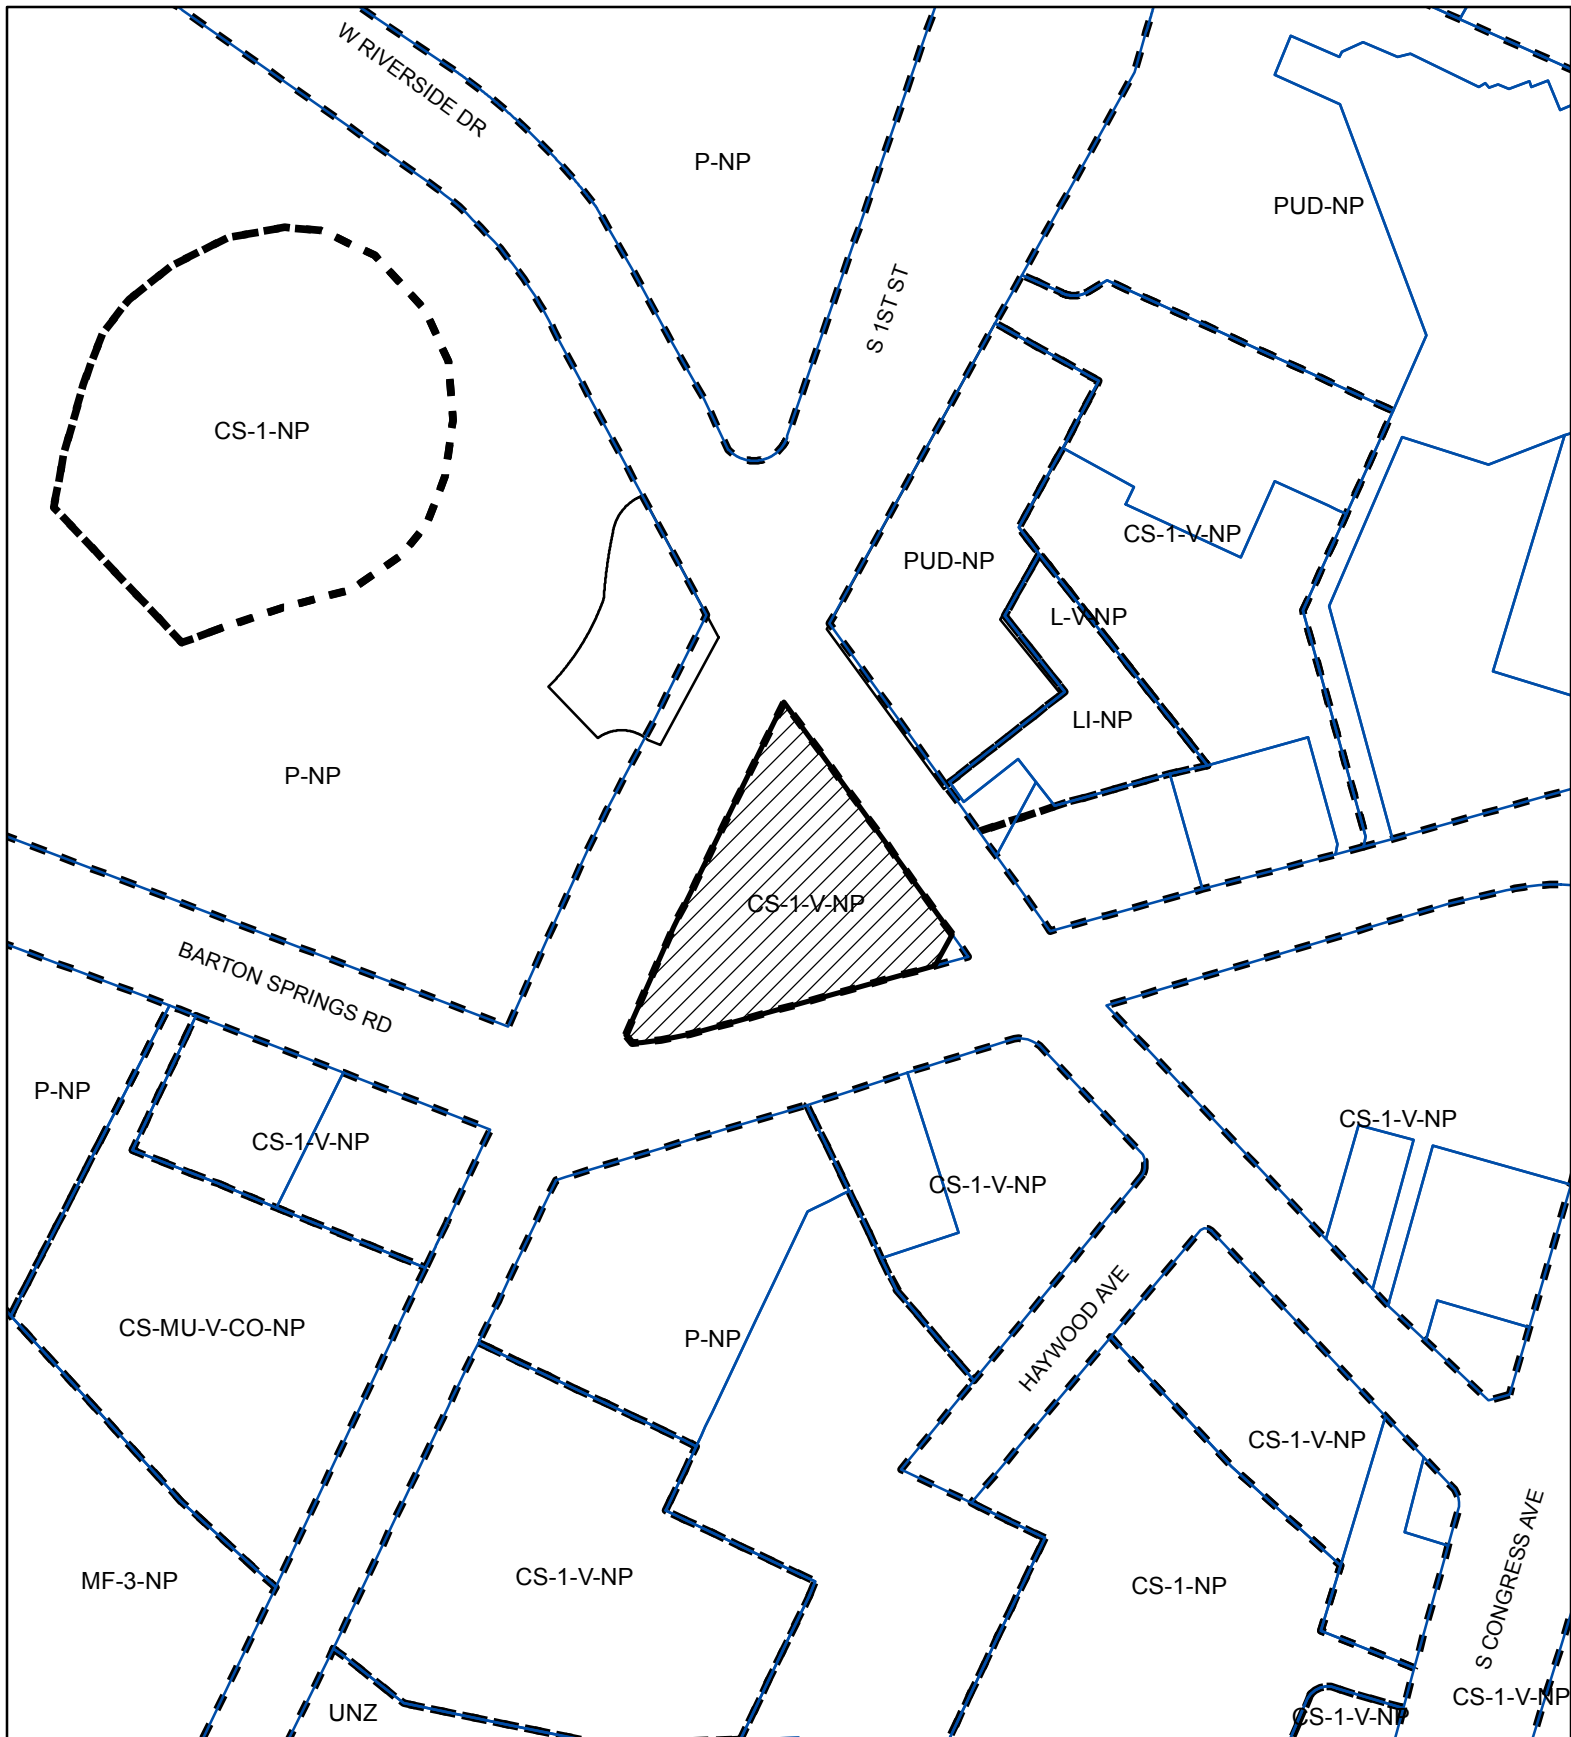 W RIVERSIDE DR
P-NP
PUD-NP
S 1ST ST
CS-1-NP
CS-1-V-NP
PUD-NP
L-V-NP
LI-NP
P-NP
CS-1-V-NP
BARTON SPRINGS RD
P-NP
CS-1-V-NP
CS-1-V-NP
CS-1-V-NP
HAYWOOD AVE
CS-MU-V-CO-NP
P-NP
CS-1-V-NP
MF-3-NP
CS-1-V-NP
CS-1-NP
S CONGRESS AVE
CS-1-V-NP
UNZ
CS-1-V-NP